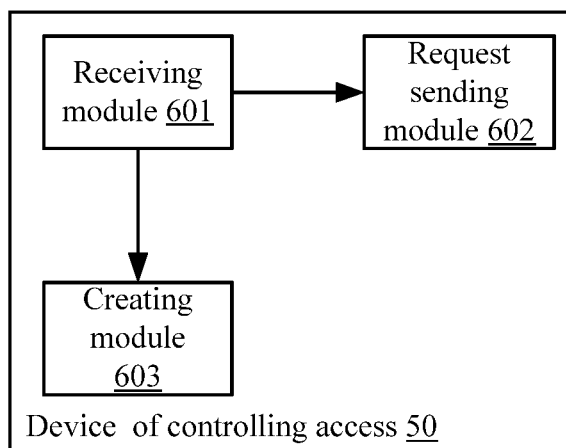 Receiving
module 601
Request
sending
module 602
Creating
module
603
Device of controlling access 50